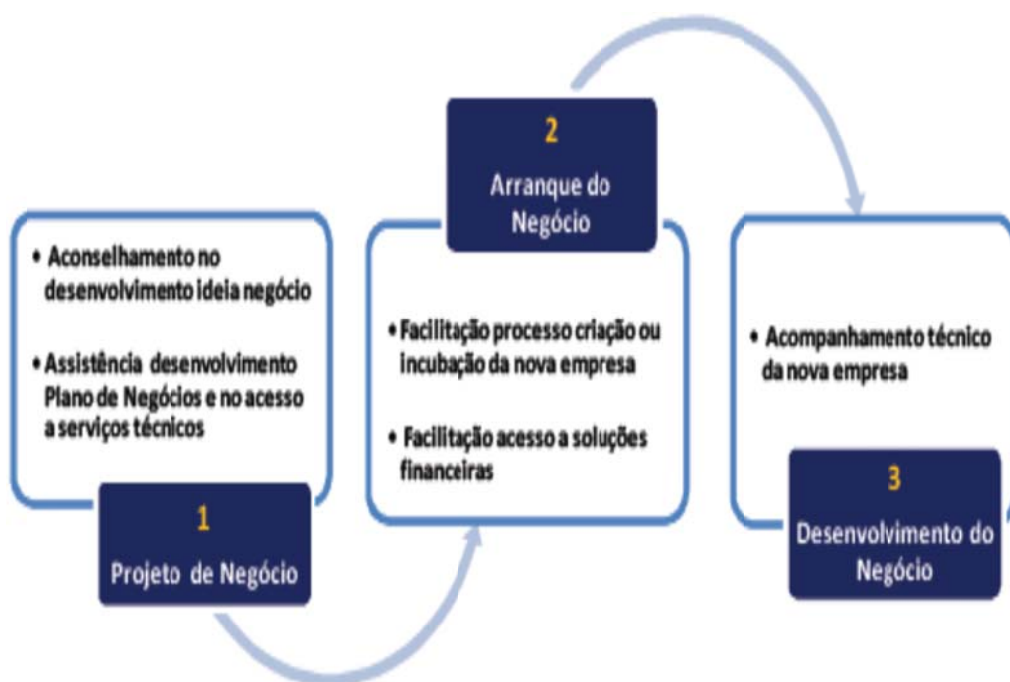 • Aconselhamento no
desenvolvimento ideia negócio
• Assistência desenvolvimento
Plano de Negócios e no acesso
a serviços técnicos
1
Projeto de Negócio
2
Arranque do
Negócio
• Facilitação processo criação ou
incubação da nova empresa
• Facilitação acesso a soluções
financeiras
• Acompanhamento técnico
da nova empresa
3
Desenvolvimento do
Negócio